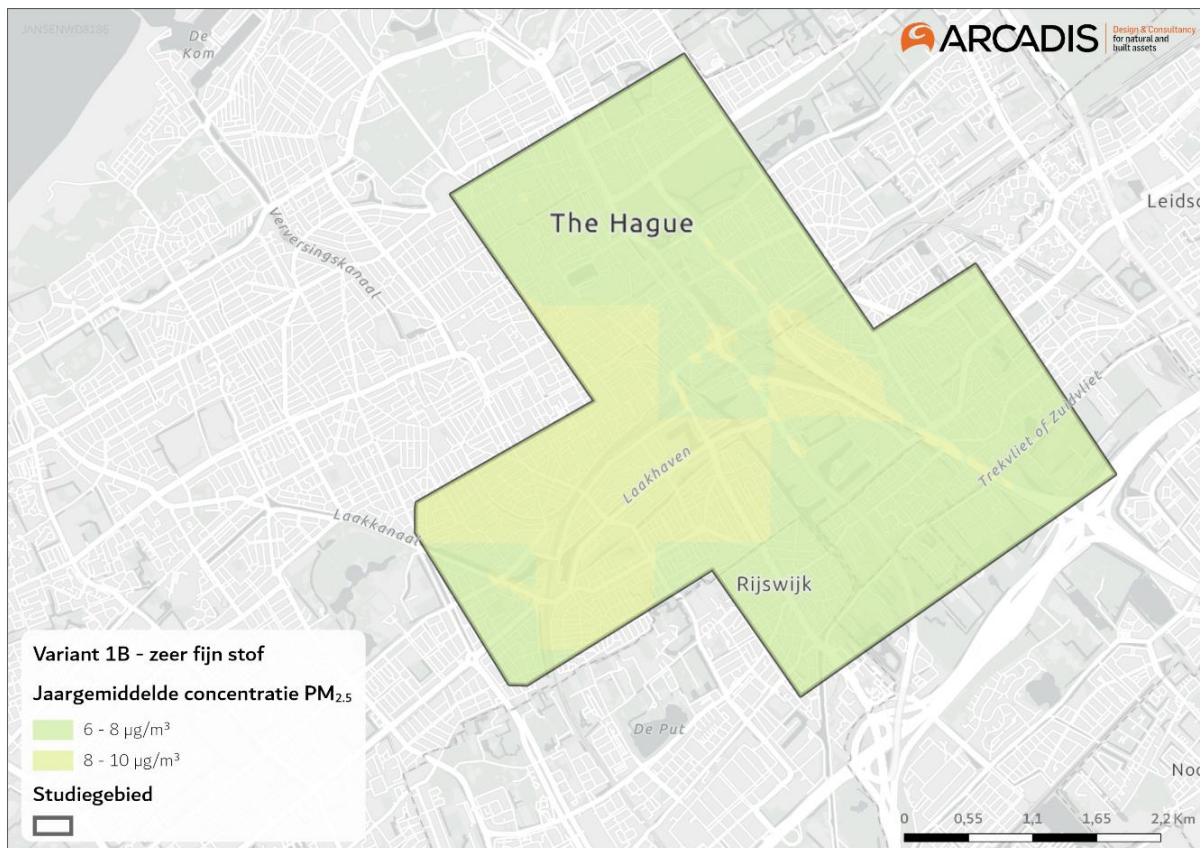 JANSENWD8186
De
Kom
ARCADIS
Design & Consultancy
for natural and
built assets
Leidsc
The Hague
Verversingskanaal
Trekvliet of Zuidvliet
Laakhaven
Laakkanaal
Rijswijk
De Put
Noo
Variant 1B - zeer fijn stof
Jaargemiddelde concentratie PM₂.₅
6 - 8 µg/m³
8 - 10 µg/m³
Studiegebied
0 0,55 1,1 1,65 2,2 Km